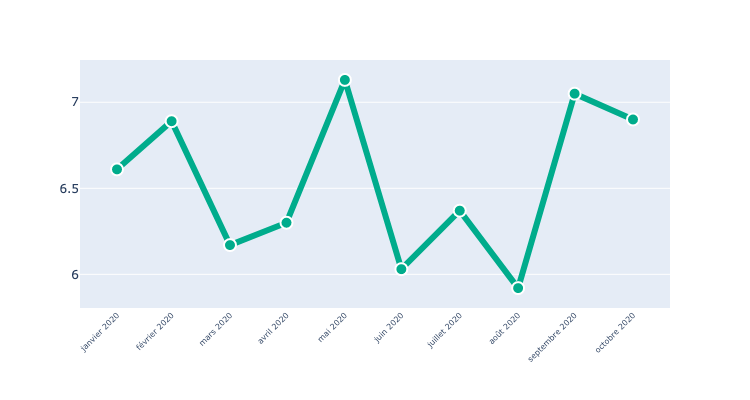 7
6.5
6
janvier 2020
février 2020
mars 2020
avril 2020
mai 2020
juin 2020
juillet 2020
août 2020
septembre 2020
octobre 2020